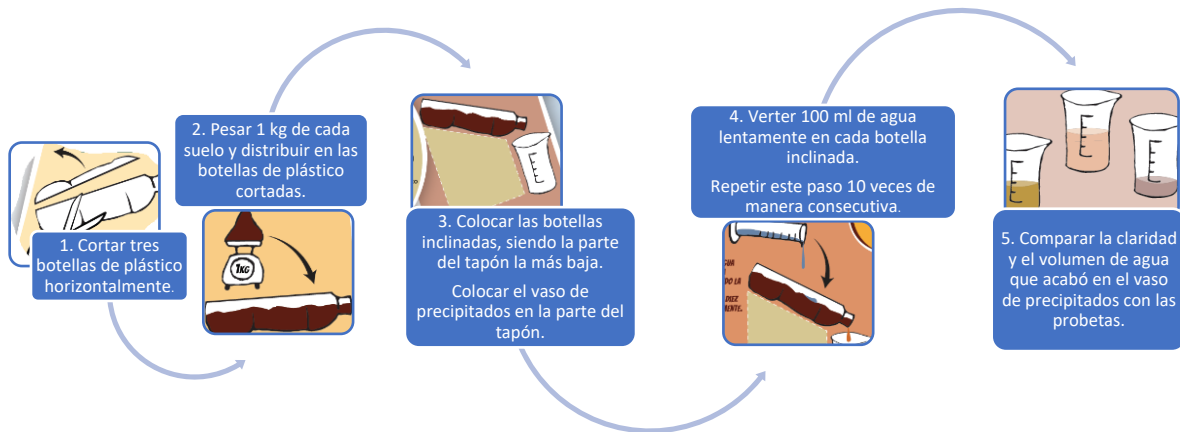 1. Cortar tres
botellas de plástico
horizontalmente.
2. Pesar 1 kg de cada
suelo y distribuir en las
botellas de plástico
cortadas.
1KG
3. Colocar las botellas
inclinadas, siendo la parte
del tapón la más baja.
Colocar el vaso de
precipitados en la parte del
tapón.
4. Verter 100 ml de agua
lentamente en cada botella
inclinada.
Repetir este paso 10 veces de
manera consecutiva.
DO LA
DIEZ
MENTE.
5. Comparar la claridad
y el volumen de agua
que acabó en el vaso
de precipitados con las
probetas.